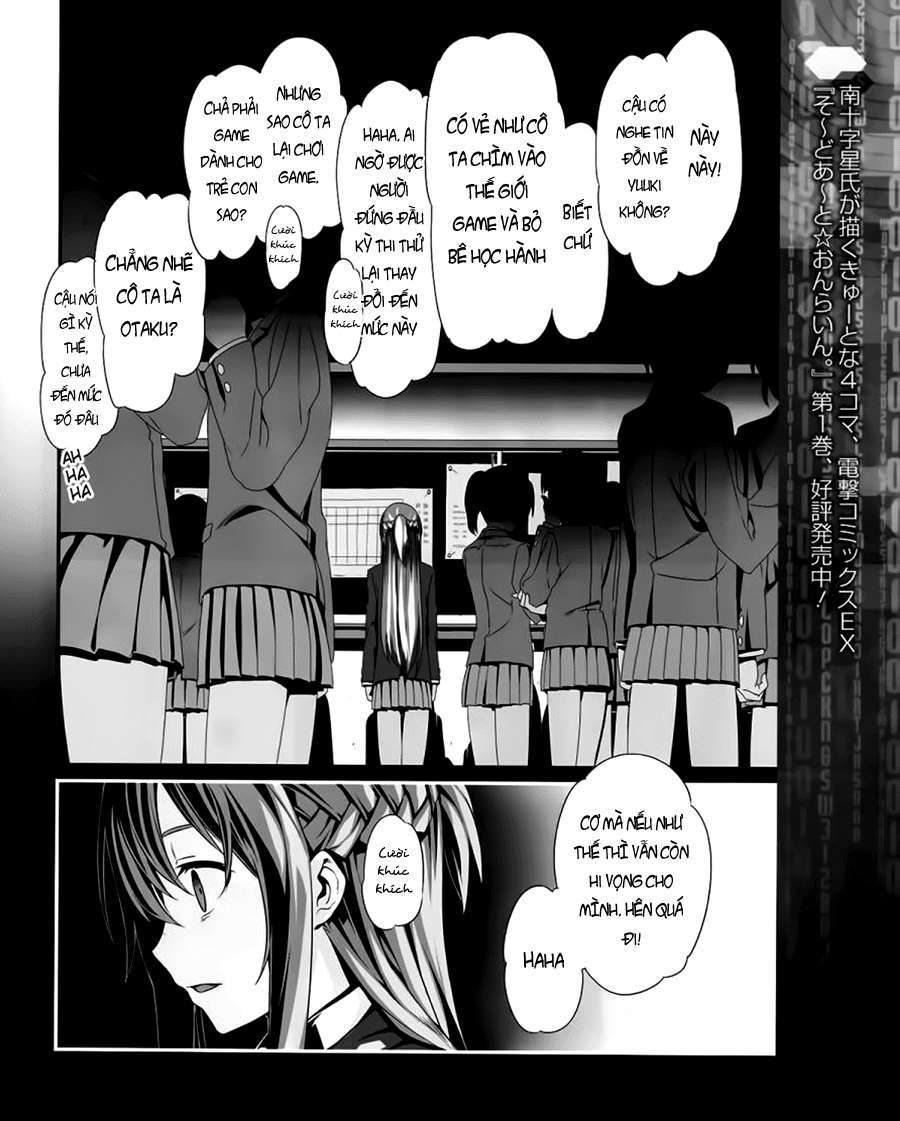 南十字星氏が描くきゅーとな4コマ、電撃コミックスEX
『そ～どあ～と☆おんらいん。』第1巻、好評発売中！
NÀY
NÀY!
CẬU CÓ
NGHE TIN
ĐỒN VỀ
YUUKI
KHÔNG?
BIẾT
CHỨ
CÓ VẺ NHƯ CÔ
TA CHÌM VÀO
THẾ GIỚI
GAME VÀ BỎ
BÊ HỌC HÀNH
HAHA, AI
NGỜ ĐƯỢC
NGƯỜI
ĐỨNG ĐẦU
KỲ THI THỬ
LẠI THAY
ĐỔI ĐẾN
MỨC NÀY
Cười
khúc
khích
NHƯNG
SAO CÔ TA
LẠI CHƠI
GAME,
CHẢ PHẢI
GAME
DÀNH CHO
TRẺ CON
SAO?
Cười
khúc
khích
CHẲNG NHẼ
CÔ TA LÀ
OTAKU?
CẬU NÓI
GÌ KỲ
THẾ,
CHƯA
ĐẾN MỨC
ĐÓ ĐÂU
AH
HA
HA
CƠ MÀ NẾU NHƯ
THẾ THÌ VẪN CÒN
HI VỌNG CHO
MÌNH, HÊN QUÁ
ĐI!
HAHA
Cười
khúc
khích